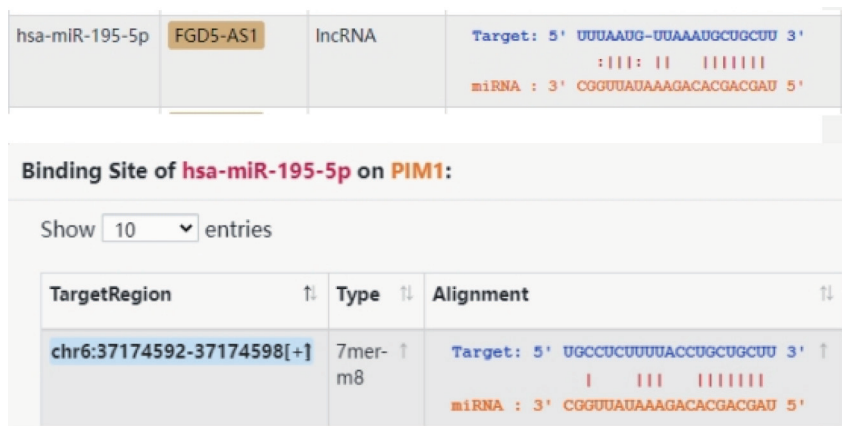 hsa-miR-195-5p FGD5-AS1 lncRNA Target: 5' UUUAAUG-UUAAAUGCUGCUU 3'
:|||: || |||||||
miRNA : 3' CGGUUAUAAAGACACGACGAU 5'
Binding Site of hsa-miR-195-5p on PIM1:
Show 10 entries
TargetRegion Type Alignment
chr6:37174592-37174598[+] 7mer-m8 Target: 5' UGCCUCUUUUACCUGCUGCUU 3'
| ||| |||||||
miRNA : 3' CGGUUAUAAAGACACGACGAU 5'